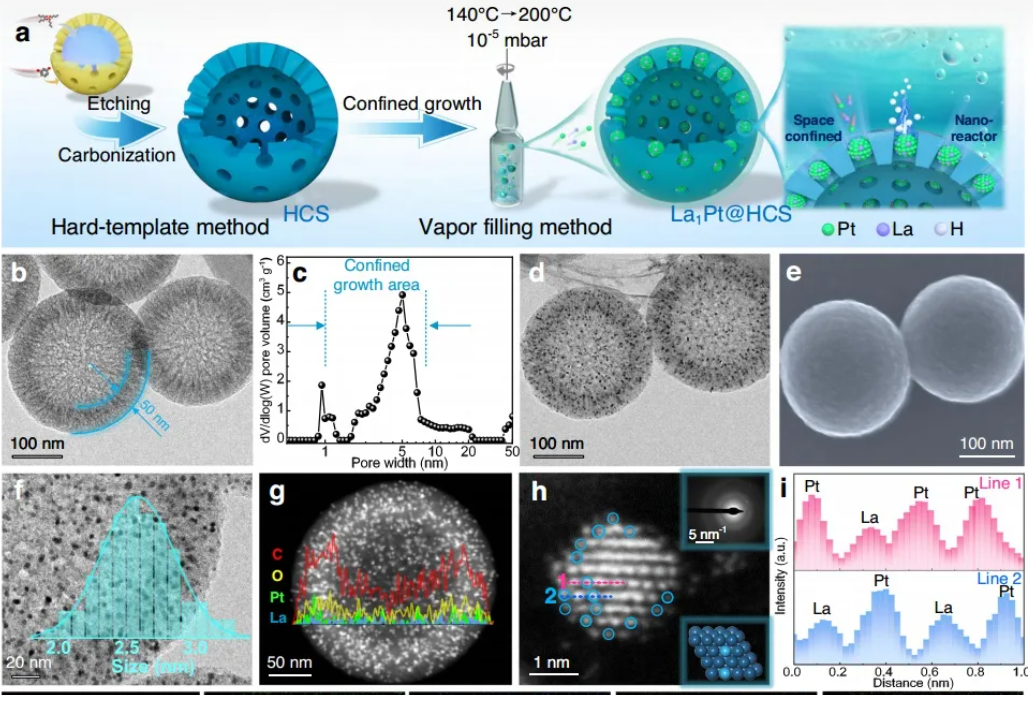 a
140°C→200°C
10⁻⁵ mbar
Etching
Carbonization
Confined growth
Space
confined
Nano-
reactor
HCS
La₁Pt@HCS
Hard-template method
Vapor filling method
Pt La H
b
50 nm
100 nm
c
Confined
growth area
dV/dlog(W) pore volume (cm³ g⁻¹)
6
5
4
3
2
1
0
1 5 10 20 50
Pore width (nm)
d
100 nm
e
100 nm
f
2.0 2.5 3.0
Size (nm)
20 nm
g
C
O
Pt
La
50 nm
h
5 nm⁻¹
1
2
1 nm
i
Line 1
Pt
La
Pt
Pt
Line 2
La
Pt
La
Pt
Intensity (a.u.)
0.0 0.2 0.4 0.6 0.8 1.0
Distance (nm)